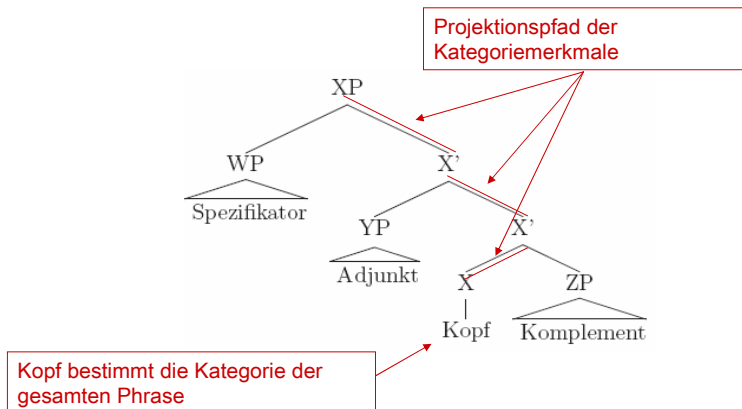 Projektionspfad der
Kategoriemerkmale
XP
WP X'
Spezifikator
YP X'
Adjunkt X ZP
Kopf Komplement
Kopf bestimmt die Kategorie der
gesamten Phrase